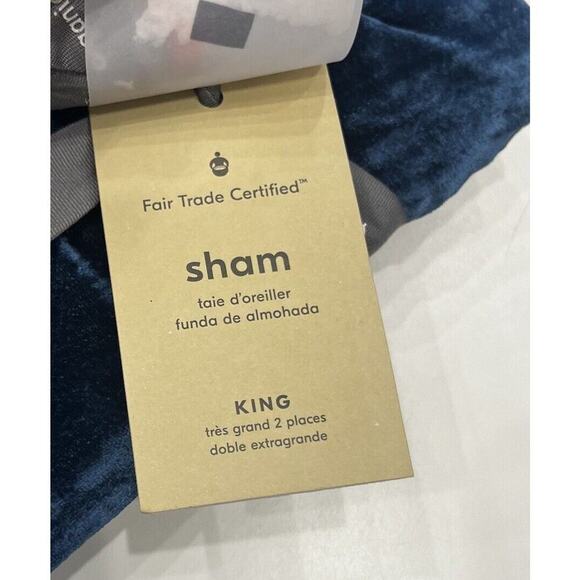 Fair Trade Certified™
sham
taie d'oreiller
funda de almohada
KING
très grand 2 places
doble extragrande